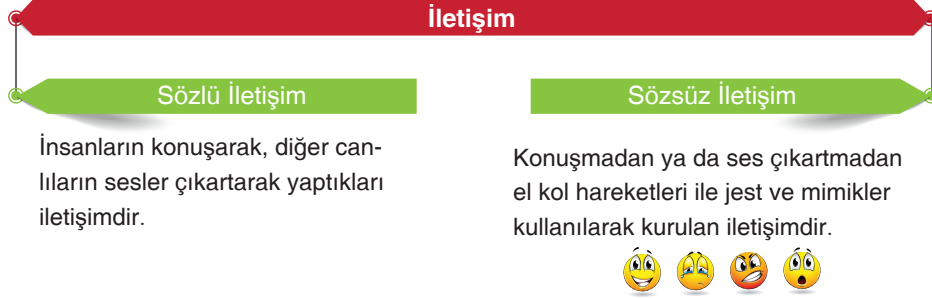 İletişim
Sözlü İletişim
İnsanların konuşarak, diğer can-
lıların sesler çıkartarak yaptıkları
iletişimdir.
Sözsüz İletişim
Konuşmadan ya da ses çıkartmadan
el kol hareketleri ile jest ve mimikler
kullanılarak kurulan iletişimdir.